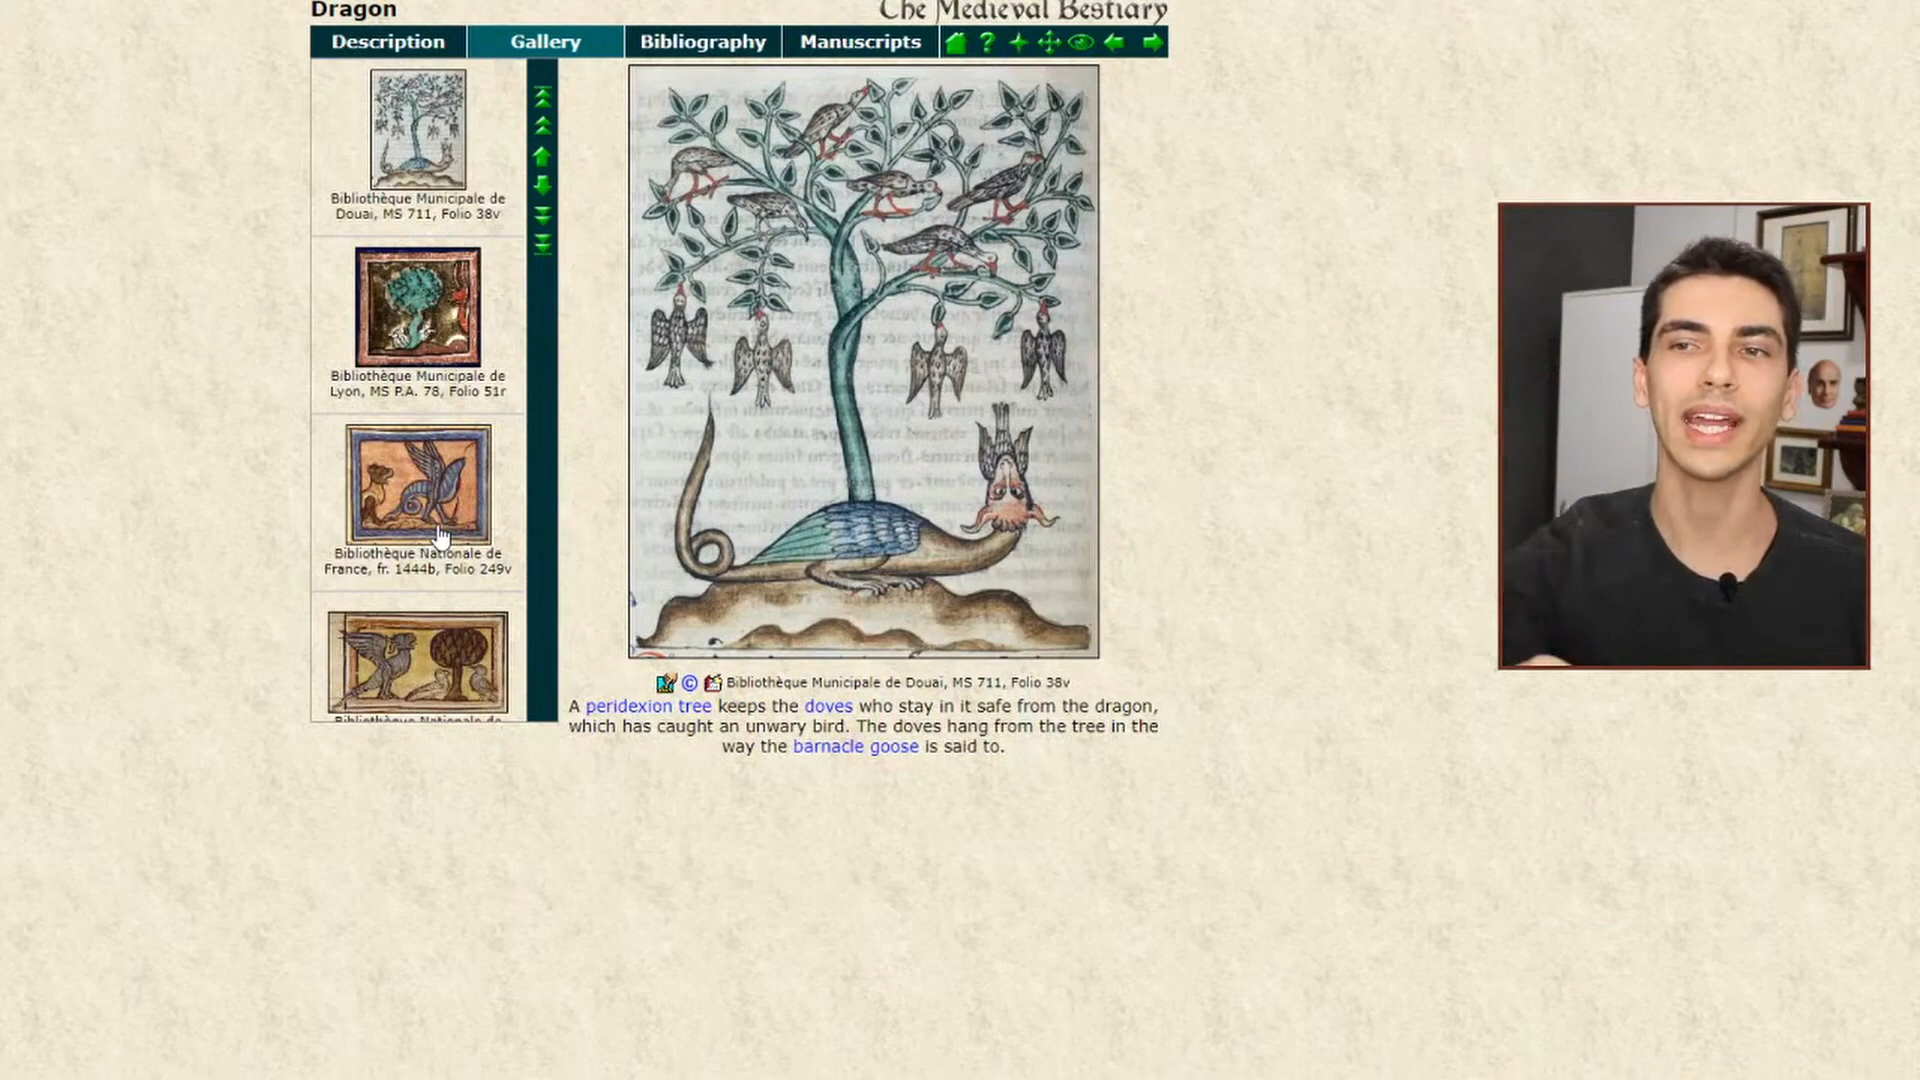 Dragon
The Medieval Bestiary
Description
Gallery
Bibliography
Manuscripts
?
Bibliothèque Municipale de
Douai, MS 711, Folio 38v
Bibliothèque Municipale de
Lyon, MS P.A. 78, Folio 51r
Bibliothèque Nationale de
France, fr. 1444b, Folio 249v
Bibliothèque Nationale de
© Bibliothèque Municipale de Douai, MS 711, Folio 38v
A peridexion tree keeps the doves who stay in it safe from the dragon,
which has caught an unwary bird. The doves hang from the tree in the
way the barnacle goose is said to.